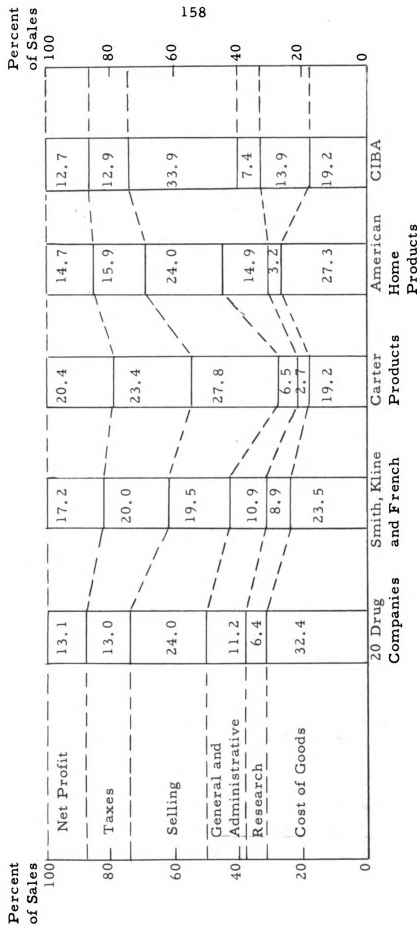 158
Percent
of Sales
100
80
60
40
20
0
Net Profit
Taxes
Selling
General and
Administrative
Research
Cost of Goods
13.1
13.0
24.0
11.2
6.4
32.4
20 Drug
Companies
17.2
20.0
19.5
10.9
8.9
23.5
Smith, Kline
and French
20.4
23.4
27.8
6.5
2.7
19.2
Carter
Products
14.7
15.9
24.0
14.9
3.2
27.3
American
Home
Products
12.7
12.9
33.9
7.4
13.9
19.2
CIBA
Percent
of Sales
100
80
60
40
20
0